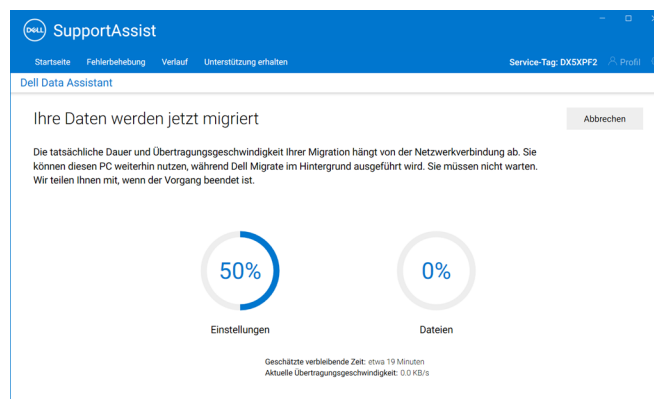 DELL SupportAssist
Startseite Fehlerbehebung Verlauf Unterstützung erhalten Service-Tag: DX5XPF2 Profil
Dell Data Assistant
Ihre Daten werden jetzt migriert Abbrechen
Die tatsächliche Dauer und Übertragungsgeschwindigkeit Ihrer Migration hängt von der Netzwerkverbindung ab. Sie
können diesen PC weiterhin nutzen, während Dell Migrate im Hintergrund ausgeführt wird. Sie müssen nicht warten.
Wir teilen Ihnen mit, wenn der Vorgang beendet ist.
50% 0%
Einstellungen Dateien
Geschätzte verbleibende Zeit: etwa 19 Minuten
Aktuelle Übertragungsgeschwindigkeit: 0.0 KB/s